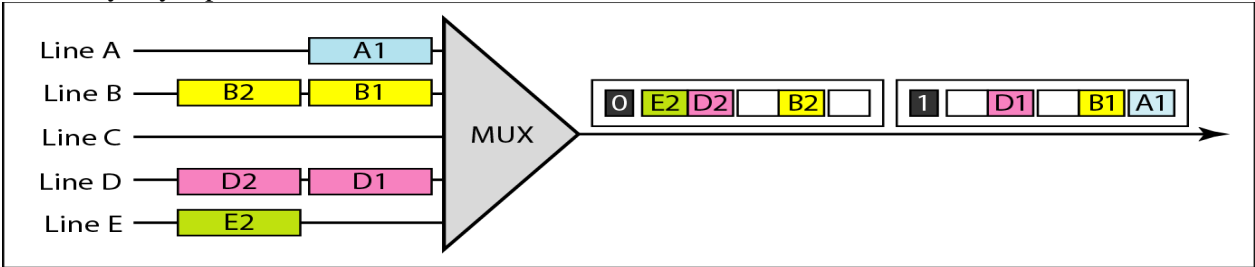 Line A A1
Line B B2 B1
0 E2 D2 B2 1 D1 B1 A1
Line C MUX
Line D D2 D1
Line E E2